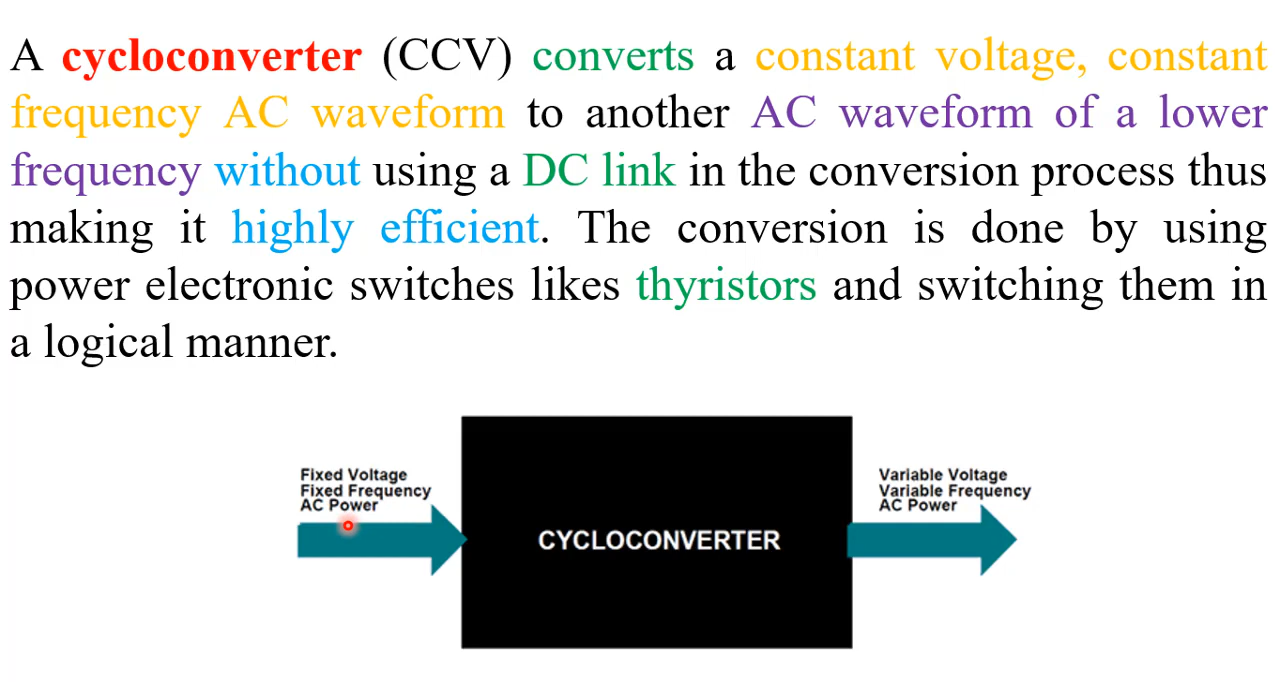 A cycloconverter (CCV) converts a constant voltage, constant
frequency AC waveform to another AC waveform of a lower
frequency without using a DC link in the conversion process thus
making it highly efficient. The conversion is done by using
power electronic switches likes thyristors and switching them in
a logical manner.
Fixed Voltage
Fixed Frequency
AC Power
CYCLOCONVERTER
Variable Voltage
Variable Frequency
AC Power